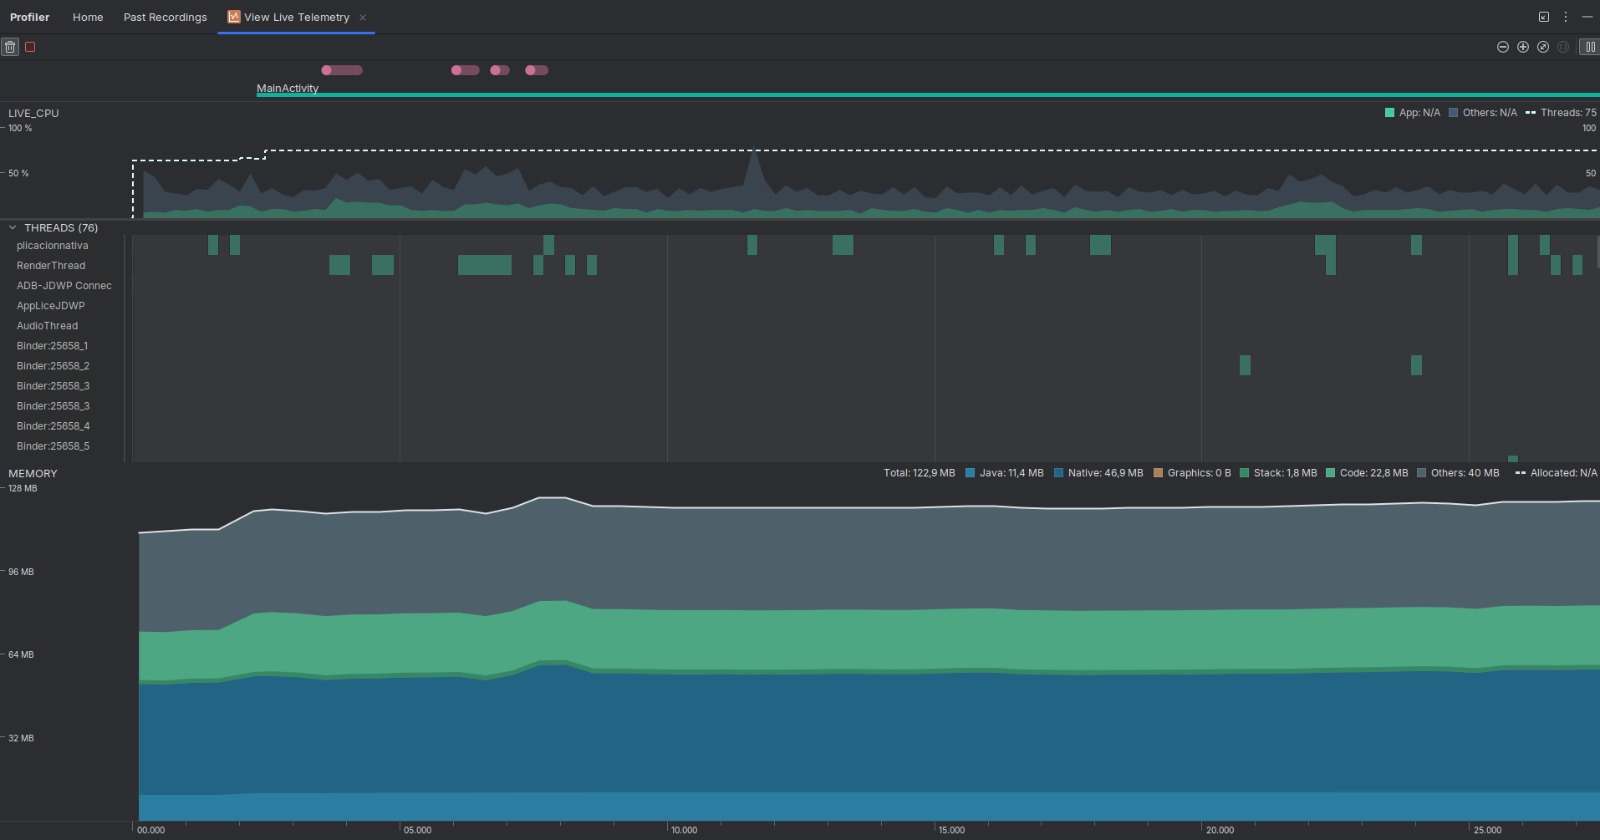 Profiler Home Past Recordings View Live Telemetry
MainActivity
LIVE_CPU App: N/A Others: N/A Threads: 75
100 % 100
50 % 50
THREADS (76)
plicacionnativa
RenderThread
ADB-JDWP Connec
AppLiceJDWP
AudioThread
Binder:25658_1
Binder:25658_2
Binder:25658_3
Binder:25658_3
Binder:25658_4
Binder:25658_5
MEMORY Total: 122,9 MB Java: 11,4 MB Native: 46,9 MB Graphics: 0 B Stack: 1,8 MB Code: 22,8 MB Others: 40 MB Allocated: N/A
128 MB
96 MB
64 MB
32 MB
00.000 05.000 10.000 15.000 20.000 25.000